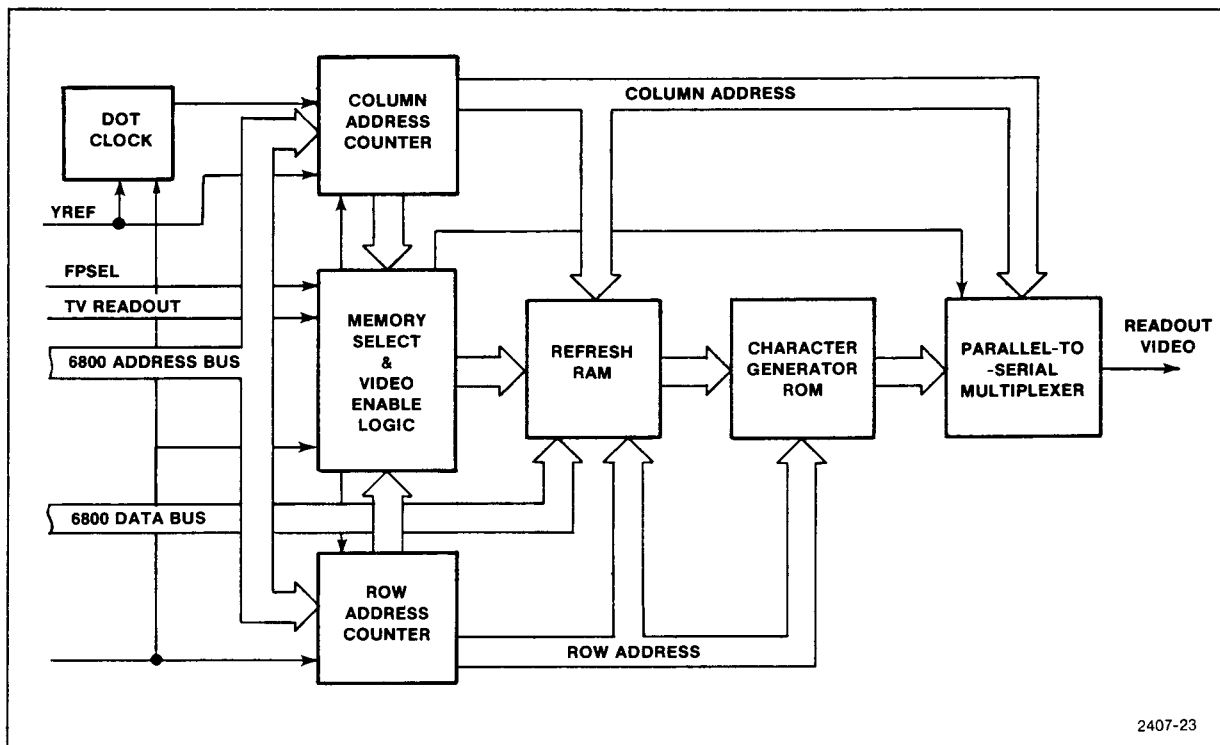 COLUMN
ADDRESS
COUNTER
COLUMN ADDRESS
DOT
CLOCK
YREF
FPSEL
TV READOUT
6800 ADDRESS BUS
MEMORY
SELECT
&
VIDEO
ENABLE
LOGIC
REFRESH
RAM
CHARACTER
GENERATOR
ROM
PARALLEL-TO
-SERIAL
MULTIPLEXER
READOUT
VIDEO
6800 DATA BUS
ROW
ADDRESS
COUNTER
ROW ADDRESS
2407-23